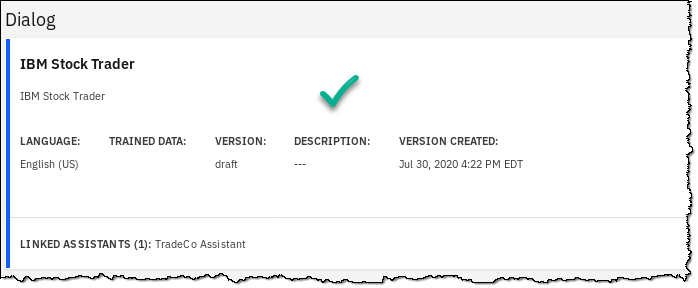 Dialog
IBM Stock Trader
IBM Stock Trader
LANGUAGE: TRAINED DATA: VERSION: DESCRIPTION: VERSION CREATED:
English (US) draft --- Jul 30, 2020 4:22 PM EDT
LINKED ASSISTANTS (1): TradeCo Assistant